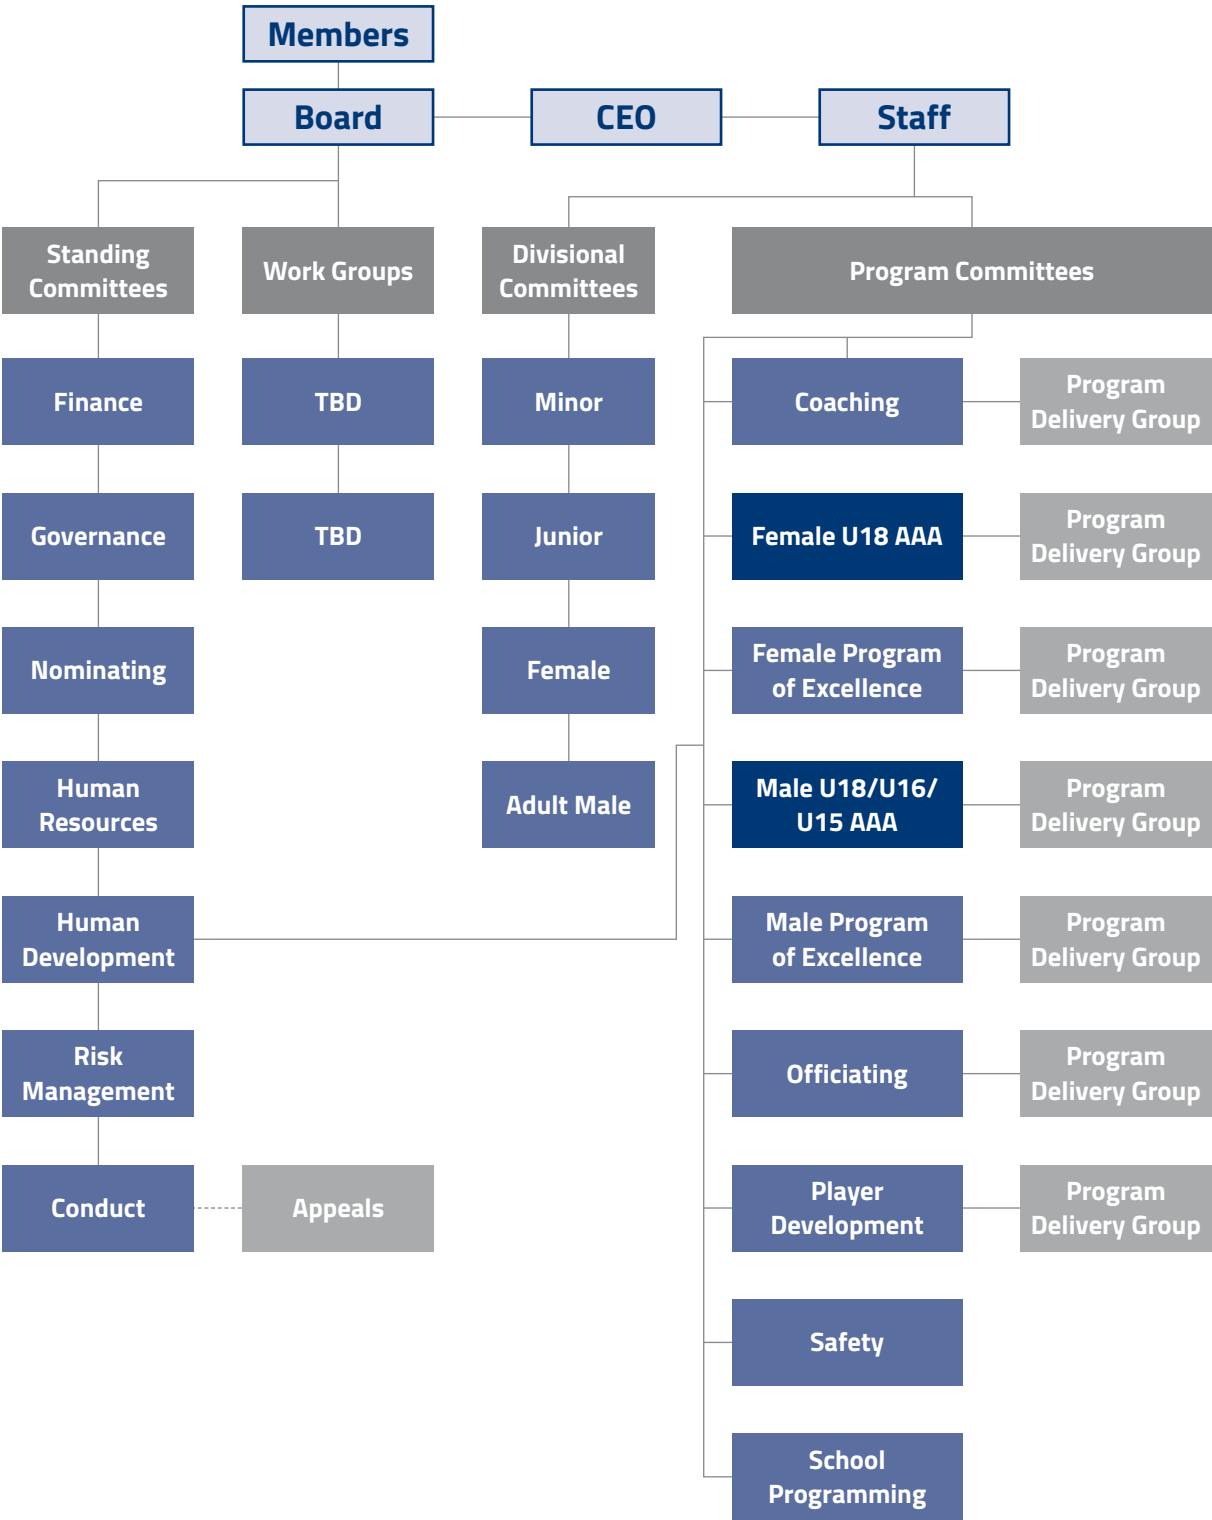 Members
Board
CEO
Staff
Standing
Committees
Work Groups
Divisional
Committees
Program Committees
Finance
TBD
Minor
Coaching
Program
Delivery Group
Governance
TBD
Junior
Female U18 AAA
Program
Delivery Group
Nominating
Female
Female Program
of Excellence
Program
Delivery Group
Human
Resources
Adult Male
Male U18/U16/
U15 AAA
Program
Delivery Group
Human
Development
Male Program
of Excellence
Program
Delivery Group
Risk
Management
Officiating
Program
Delivery Group
Conduct
Appeals
Player
Development
Program
Delivery Group
Safety
School
Programming